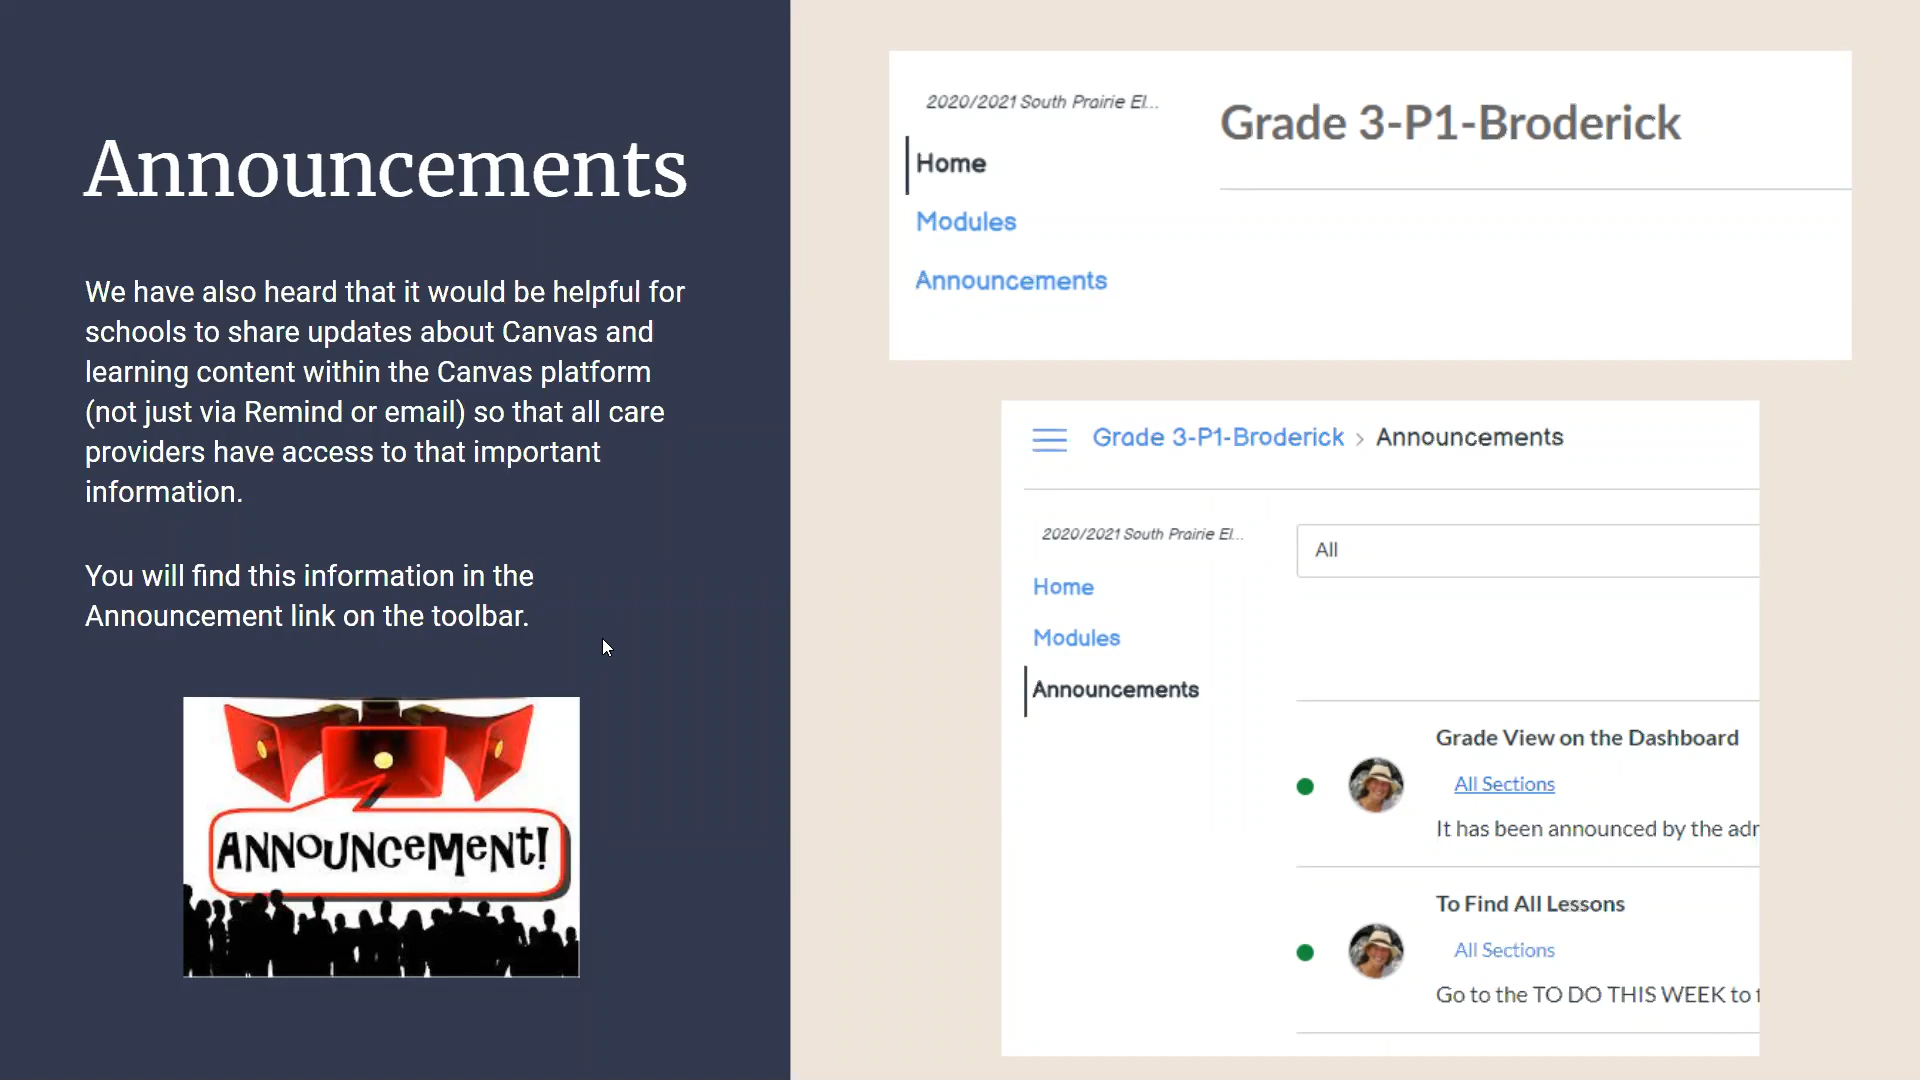 Announcements
We have also heard that it would be helpful for
schools to share updates about Canvas and
learning content within the Canvas platform
(not just via Remind or email) so that all care
providers have access to that important
information.
You will find this information in the
Announcement link on the toolbar.
ANNOUNCEMENT!
2020/2021 South Prairie El...
Grade 3-P1-Broderick
Home
Modules
Announcements
Grade 3-P1-Broderick > Announcements
2020/2021 South Prairie El...
All
Home
Modules
Announcements
Grade View on the Dashboard
All Sections
It has been announced by the adr
To Find All Lessons
All Sections
Go to the TO DO THIS WEEK to